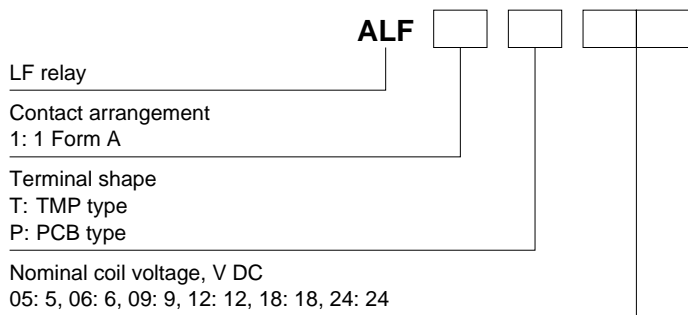 ALF
LF relay
Contact arrangement
1: 1 Form A
Terminal shape
T: TMP type
P: PCB type
Nominal coil voltage, V DC
05: 5, 06: 6, 09: 9, 12: 12, 18: 18, 24: 24